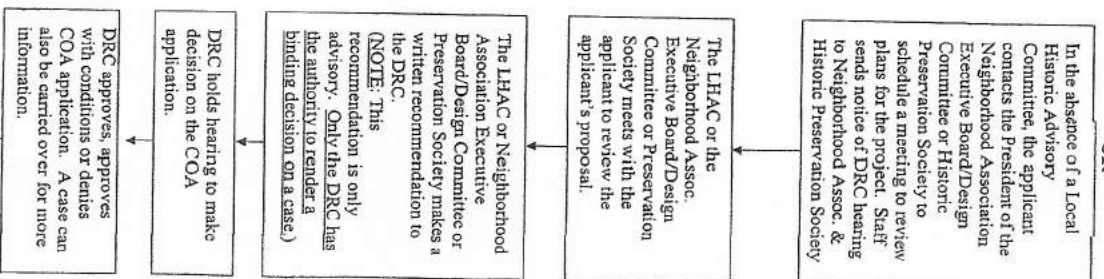 In the absence of a Local
Historic Advisory
Committee, the applicant
contacts the President of the
Neighborhood Association
Executive Board/Design
Committee or Historic
Preservation Society to
schedule a meeting to review
plans for the project. Staff
sends notice of DRC hearing
to Neighborhood Assoc. &
Historic Preservation Society
The LHAC or the
Neighborhood Assoc.
Executive Board/Design
Committee or Preservation
Society meets with the
applicant to review the
applicant's proposal.
The LHAC or Neighborhood
Association Executive
Board/Design Committee or
Preservation Society makes a
written recommendation to
the DRC.
(NOTE: This
recommendation is only
advisory. Only the DRC has
the authority to render a
binding decision on a case.)
DRC holds hearing to make
decision on the COA
application.
DRC approves, approves
with conditions or denies
COA application. A case can
also be carried over for more
information.